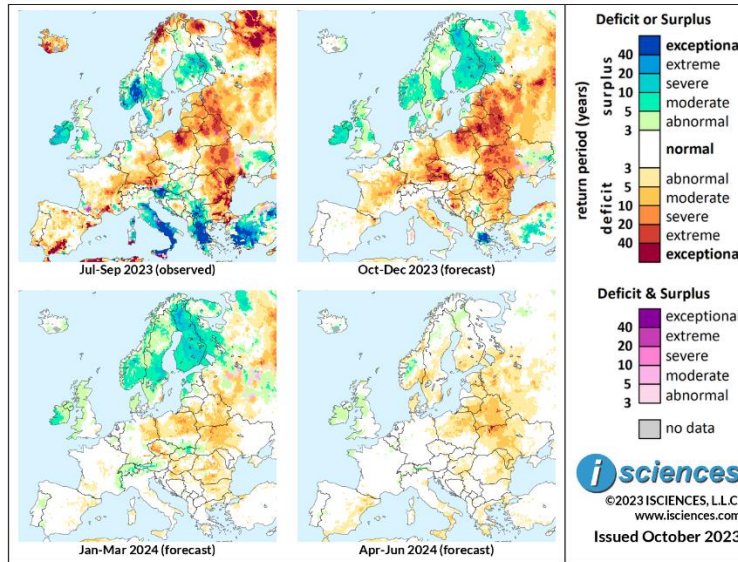 Jul-Sep 2023 (observed)
Oct-Dec 2023 (forecast)
Jan-Mar 2024 (forecast)
Apr-Jun 2024 (forecast)
Deficit or Surplus
return period (years)
surplus
deficit
40
20
10
5
3
3
5
10
20
40
exceptional
extreme
severe
moderate
abnormal
normal
abnormal
moderate
severe
extreme
exceptional
Deficit & Surplus
40
20
10
5
3
exceptional
extreme
severe
moderate
abnormal
no data
i sciences
©2023 ISCIENCES, L.L.C
www.isciences.com
Issued October 2023